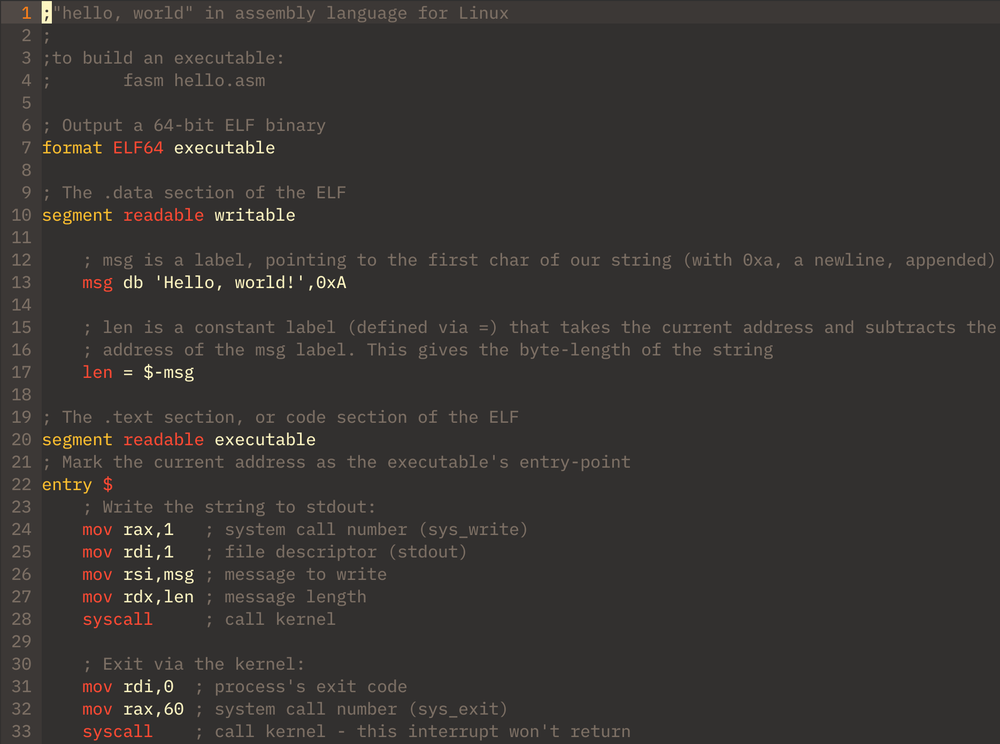 1 ;"hello, world" in assembly language for Linux
2 ;
3 ;to build an executable:
4 ;       fasm hello.asm
5
6 ; Output a 64-bit ELF binary
7 format ELF64 executable
8
9 ; The .data section of the ELF
10 segment readable writable
11
12     ; msg is a label, pointing to the first char of our string (with 0xa, a newline, appended)
13     msg db 'Hello, world!',0xA
14
15     ; len is a constant label (defined via =) that takes the current address and subtracts the
16     ; address of the msg label. This gives the byte-length of the string
17     len = $-msg
18
19 ; The .text section, or code section of the ELF
20 segment readable executable
21 ; Mark the current address as the executable's entry-point
22 entry $
23     ; Write the string to stdout:
24     mov rax,1   ; system call number (sys_write)
25     mov rdi,1   ; file descriptor (stdout)
26     mov rsi,msg ; message to write
27     mov rdx,len ; message length
28     syscall     ; call kernel
29
30     ; Exit via the kernel:
31     mov rdi,0  ; process's exit code
32     mov rax,60 ; system call number (sys_exit)
33     syscall    ; call kernel - this interrupt won't return